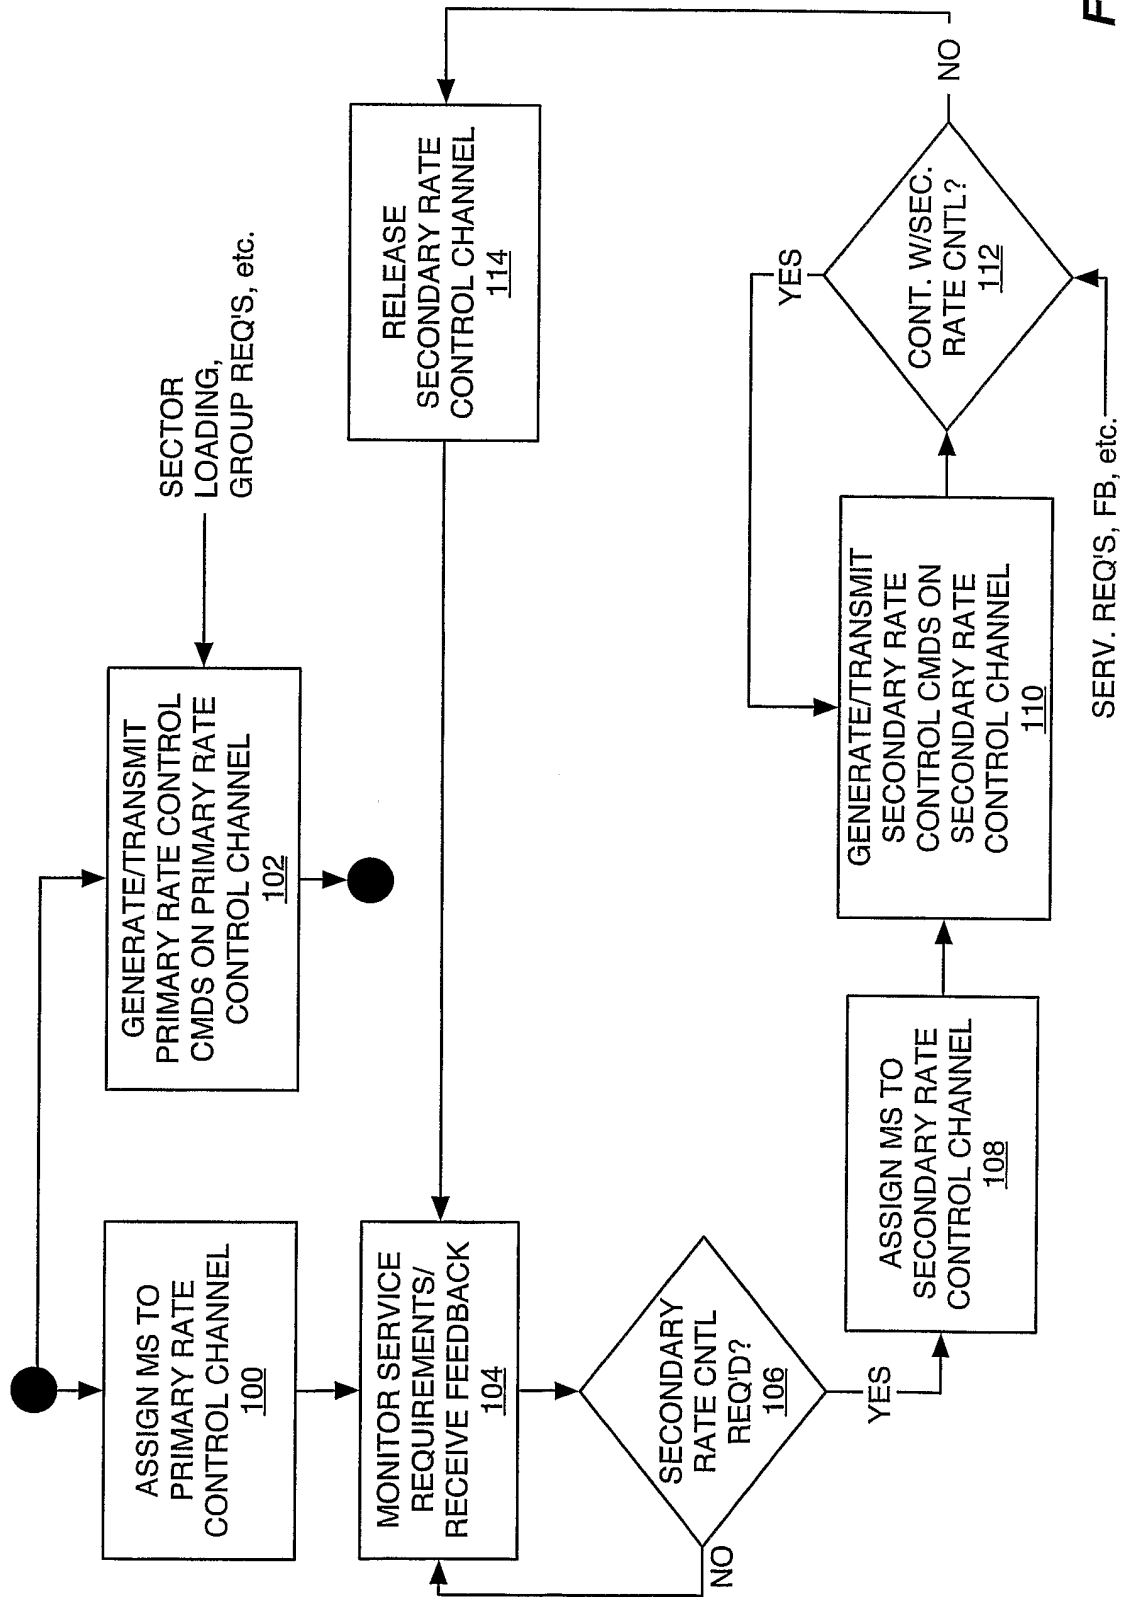 ASSIGN MS TO
PRIMARY RATE
CONTROL CHANNEL
100
GENERATE/TRANSMIT
PRIMARY RATE CONTROL
CMDS ON PRIMARY RATE
CONTROL CHANNEL
102
SECTOR
LOADING,
GROUP REQ'S, etc.
MONITOR SERVICE
REQUIREMENTS/
RECEIVE FEEDBACK
104
SECONDARY
RATE CNTL
REQ'D?
106
NO
YES
ASSIGN MS TO
SECONDARY RATE
CONTROL CHANNEL
108
GENERATE/TRANSMIT
SECONDARY RATE
CONTROL CMDS ON
SECONDARY RATE
CONTROL CHANNEL
110
CONT. W/SEC.
RATE CNTL?
112
YES
NO
SERV. REQ'S, FB, etc.
RELEASE
SECONDARY RATE
CONTROL CHANNEL
114